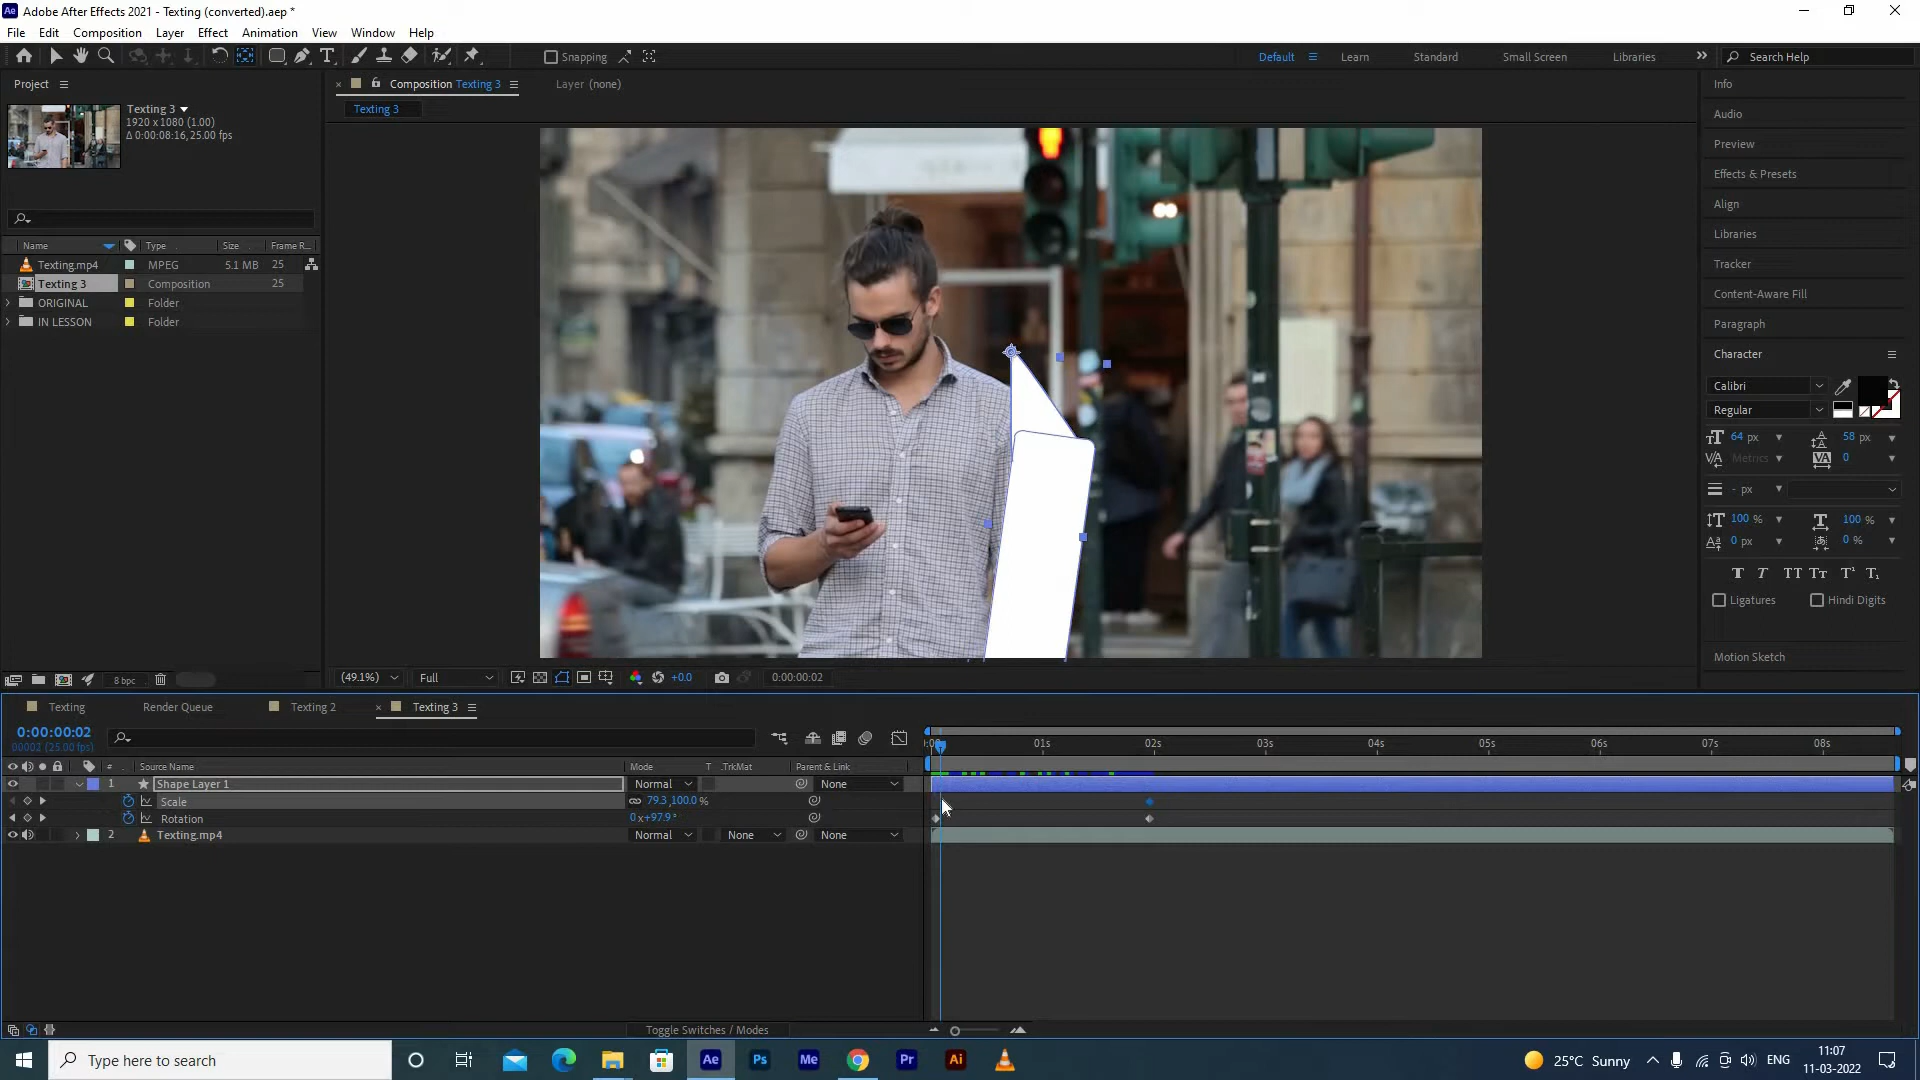 Adobe After Effects 2021 - Texting (converted).aep *
File Edit Composition Layer Effect Animation View Window Help
Snapping
Default Learn Standard Small Screen Libraries Search Help
Project
Composition Texting 3
Layer (none)
Texting 3
Texting 3
1920 x 1080 (1.00)
Δ 0:00:08:16, 25.00 fps
Name Type Size Frame R...
Texting.mp4 MPEG 5.1 MB 25
Texting 3 Composition 25
ORIGINAL Folder
IN LESSON Folder
8 bpc
(49.1%) Full +0.0 0:00:00:02
Info
Audio
Preview
Effects & Presets
Align
Libraries
Tracker
Content-Aware Fill
Paragraph
Character
Calibri
Regular
64 px 58 px
Metrics 0
- px
100 % 100 %
0 px 0 %
Ligatures Hindi Digits
Motion Sketch
Texting Render Queue Texting 2 Texting 3
0:00:00:02
00002 (25.00 fps)
01s 02s 03s 04s 05s 06s 07s 08s
# Source Name Mode T .TrkMat Parent & Link
1 Shape Layer 1 Normal None
Scale 79.3,100.0 %
Rotation 0x+97.9°
2 Texting.mp4 Normal None None
Toggle Switches / Modes
Type here to search
Ae Ps Me Pr Ai
25°C Sunny ENG
11:07
11-03-2022